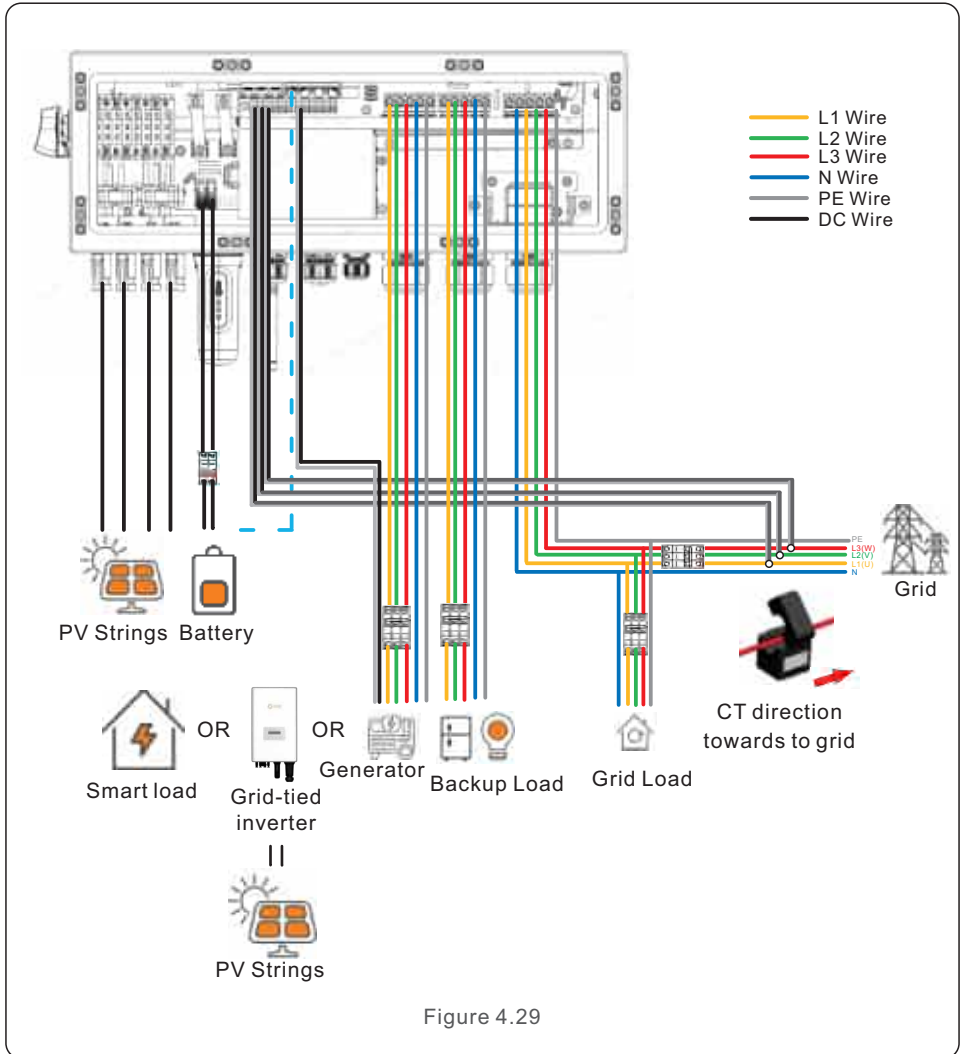 L1 Wire
L2 Wire
L3 Wire
N Wire
PE Wire
DC Wire
PE
L3(W)
L2(V)
L1(U)
N
Grid
PV Strings
Battery
CT direction
towards to grid
OR
OR
Smart load
Grid-tied
inverter
Generator
Backup Load
Grid Load
PV Strings
Figure 4.29